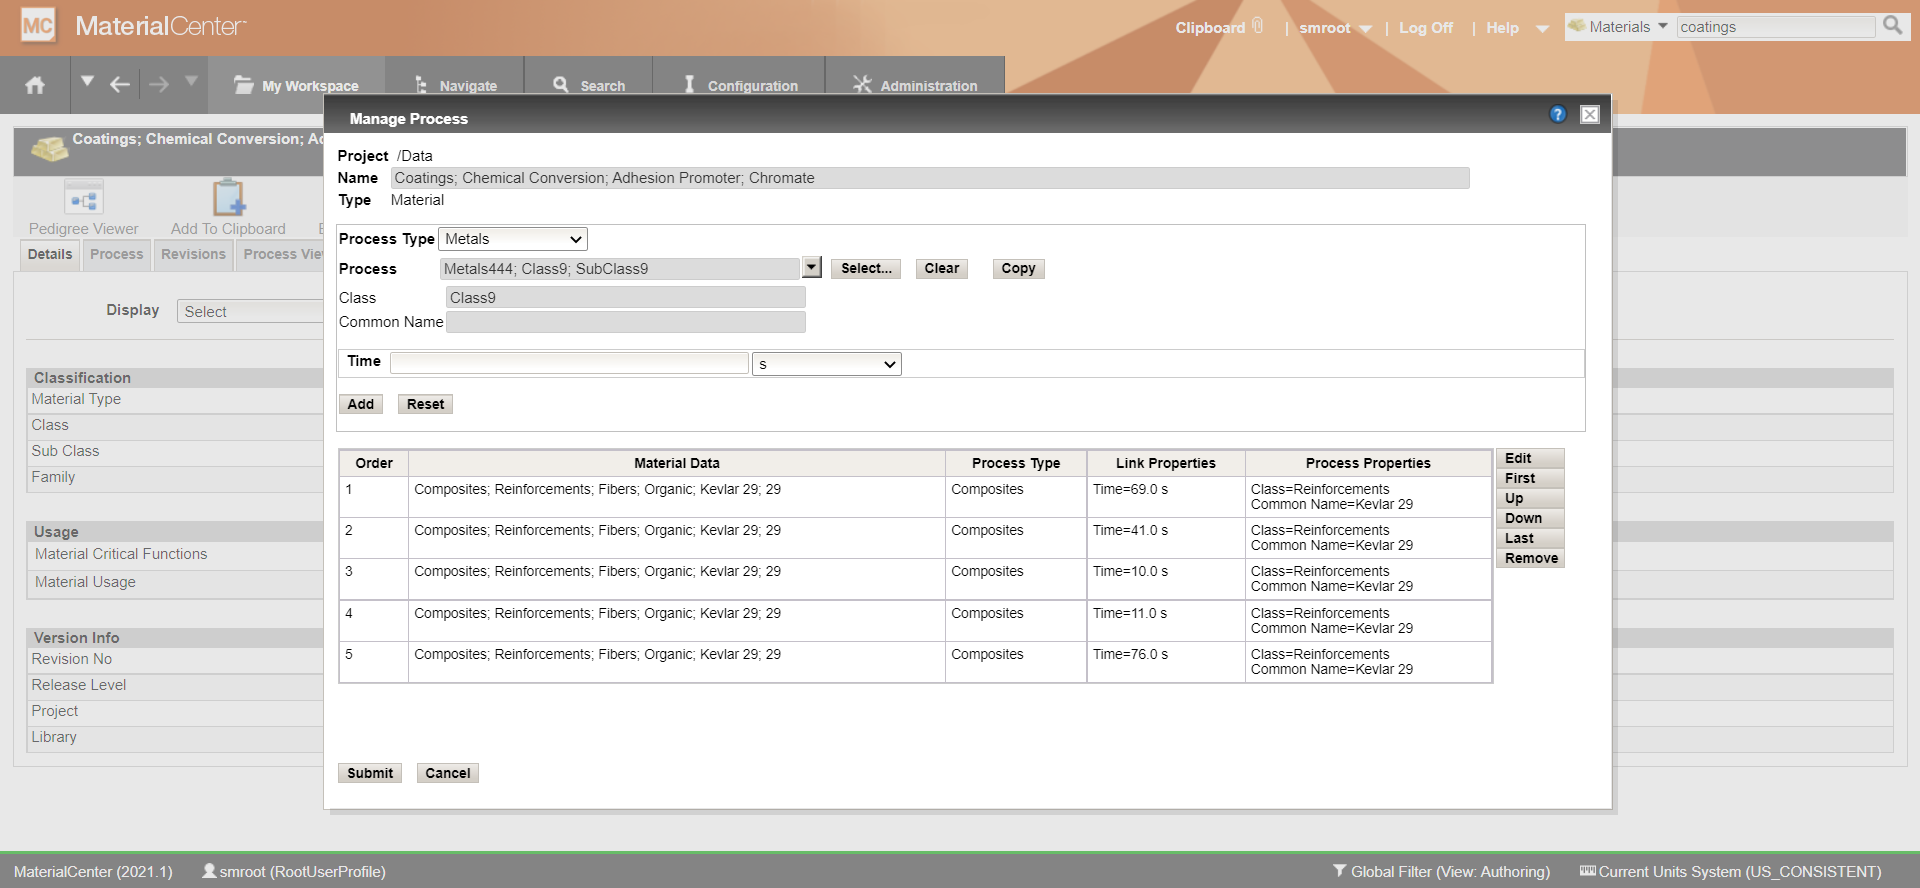 MC MaterialCenter
Clipboard | smroot | Log Off | Help Materials coatings
My Workspace Navigate Search Configuration Administration
Coatings; Chemical Conversion; Ac
Pedigree Viewer Add To Clipboard
Details Process Revisions Process Vie
Display Select
Classification
Material Type
Class
Sub Class
Family
Usage
Material Critical Functions
Material Usage
Version Info
Revision No
Release Level
Project
Library
Manage Process ?
Project /Data
Name Coatings; Chemical Conversion; Adhesion Promoter; Chromate
Type Material
Process Type Metals
Process Metals444; Class9; SubClass9 Select... Clear Copy
Class Class9
Common Name
Time s
Add Reset
Order Material Data Process Type Link Properties Process Properties
1 Composites; Reinforcements; Fibers; Organic; Kevlar 29; 29 Composites Time=69.0 s Class=Reinforcements
Common Name=Kevlar 29
2 Composites; Reinforcements; Fibers; Organic; Kevlar 29; 29 Composites Time=41.0 s Class=Reinforcements
Common Name=Kevlar 29
3 Composites; Reinforcements; Fibers; Organic; Kevlar 29; 29 Composites Time=10.0 s Class=Reinforcements
Common Name=Kevlar 29
4 Composites; Reinforcements; Fibers; Organic; Kevlar 29; 29 Composites Time=11.0 s Class=Reinforcements
Common Name=Kevlar 29
5 Composites; Reinforcements; Fibers; Organic; Kevlar 29; 29 Composites Time=76.0 s Class=Reinforcements
Common Name=Kevlar 29
Edit
First
Up
Down
Last
Remove
Submit Cancel
MaterialCenter (2021.1) smroot (RootUserProfile) Global Filter (View: Authoring) Current Units System (US_CONSISTENT)